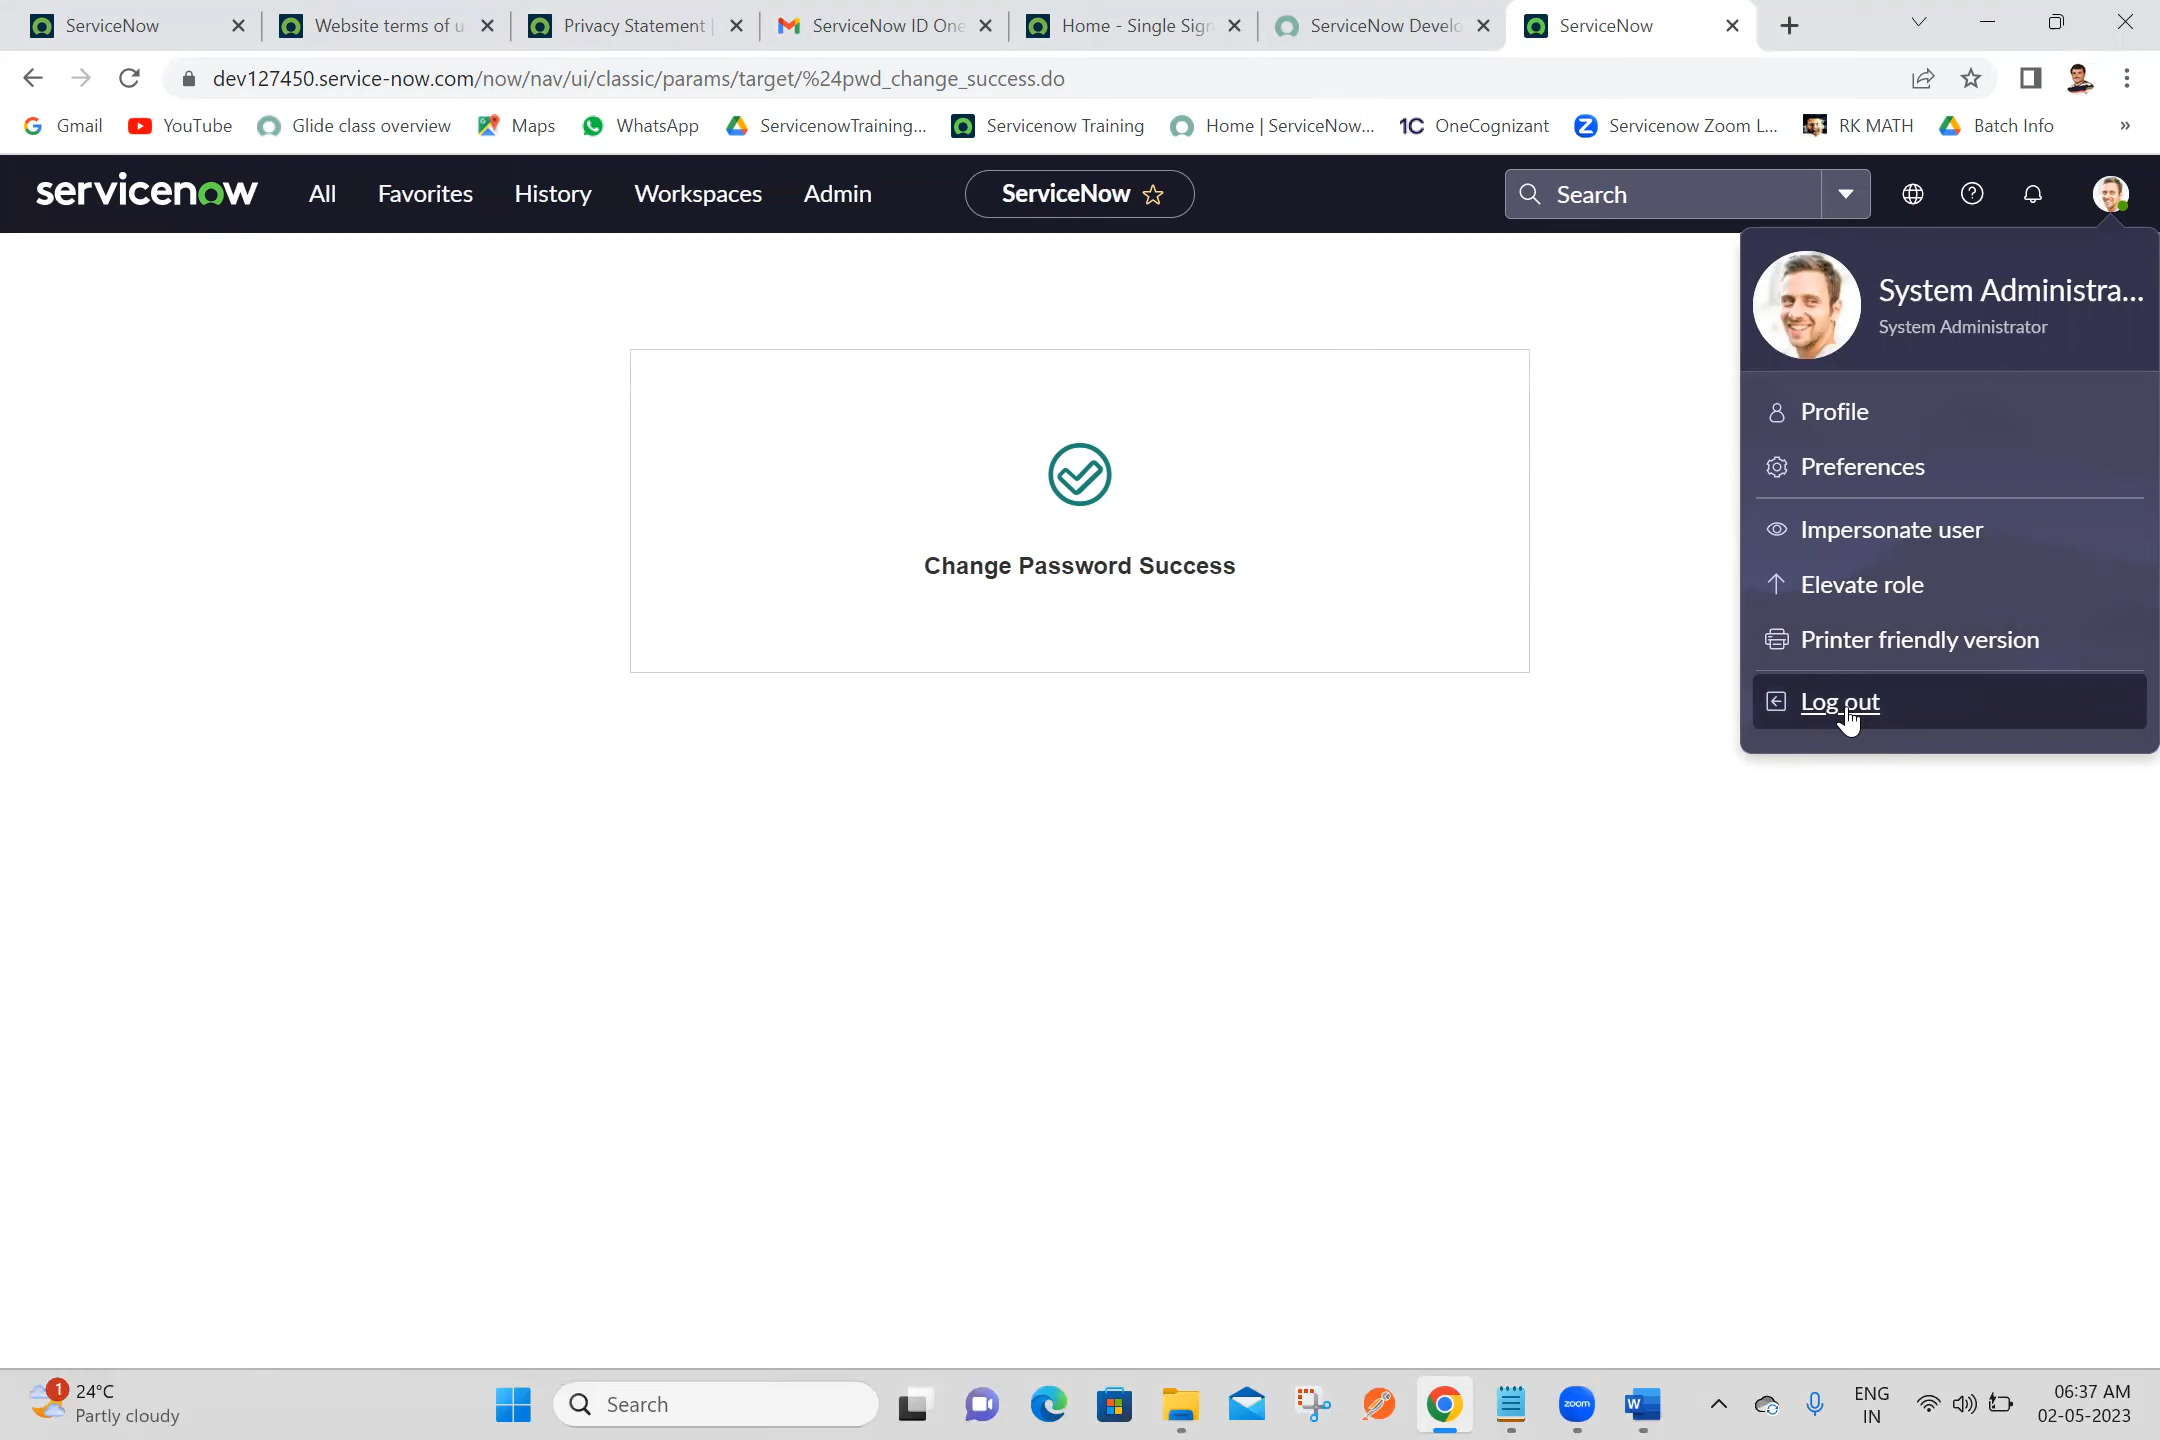 ServiceNow
Website terms of u
Privacy Statement |
ServiceNow ID One
Home - Single Sign
ServiceNow Develo
ServiceNow
dev127450.service-now.com/now/nav/ui/classic/params/target/%24pwd_change_success.do
Gmail
YouTube
Glide class overview
Maps
WhatsApp
ServicenowTraining...
Servicenow Training
Home | ServiceNow...
1C OneCognizant
Z Servicenow Zoom L...
RK MATH
Batch Info
»
servicenow
All
Favorites
History
Workspaces
Admin
ServiceNow
Search
System Administra...
System Administrator
Profile
Preferences
Impersonate user
Elevate role
Printer friendly version
Log out
Change Password Success
1
24°C
Partly cloudy
Search
zoom
W
ENG
IN
06:37 AM
02-05-2023